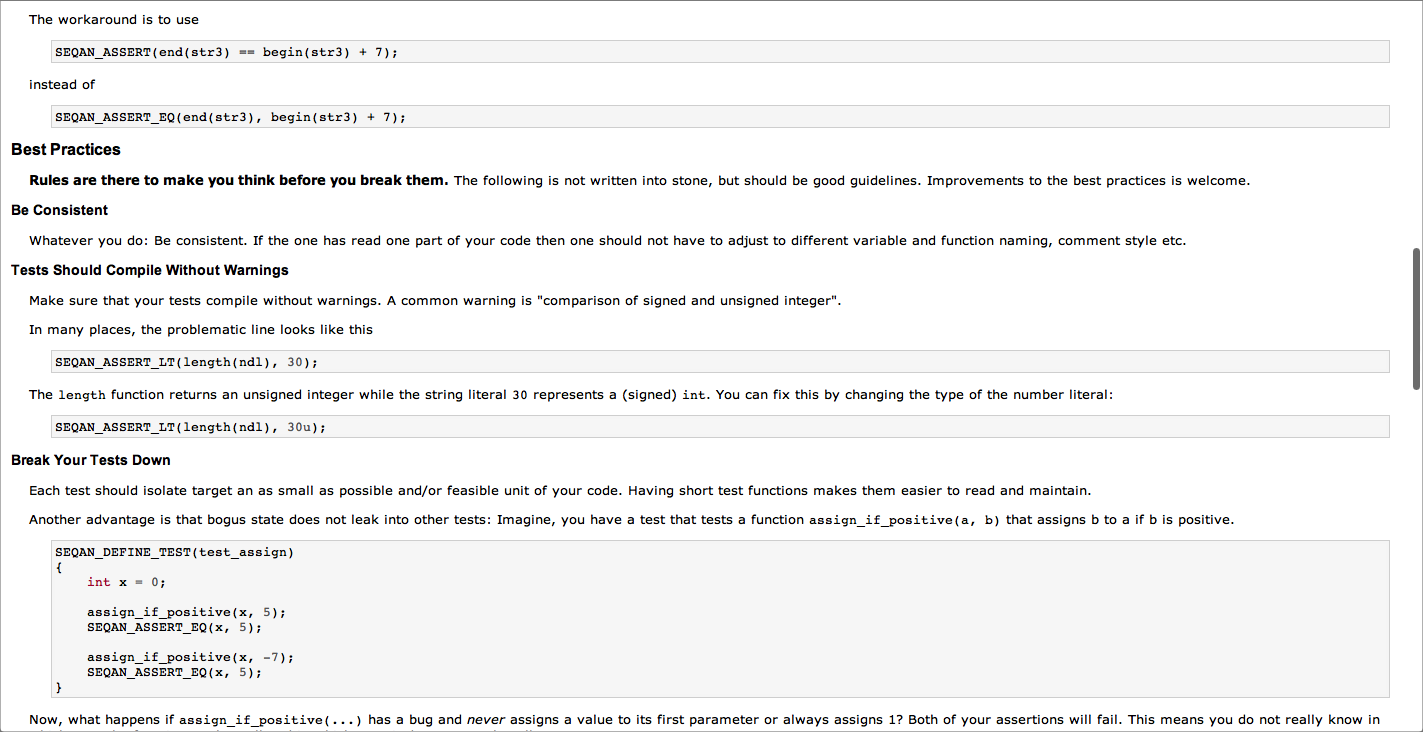 The workaround is to use
SEQAN_ASSERT(end(str3) == begin(str3) + 7);
instead of
SEQAN_ASSERT_EQ(end(str3), begin(str3) + 7);
Best Practices
Rules are there to make you think before you break them. The following is not written into stone, but should be good guidelines. Improvements to the best practices is welcome.
Be Consistent
Whatever you do: Be consistent. If the one has read one part of your code then one should not have to adjust to different variable and function naming, comment style etc.
Tests Should Compile Without Warnings
Make sure that your tests compile without warnings. A common warning is "comparison of signed and unsigned integer".
In many places, the problematic line looks like this
SEQAN_ASSERT_LT(length(ndl), 30);
The length function returns an unsigned integer while the string literal 30 represents a (signed) int. You can fix this by changing the type of the number literal:
SEQAN_ASSERT_LT(length(ndl), 30u);
Break Your Tests Down
Each test should isolate target an as small as possible and/or feasible unit of your code. Having short test functions makes them easier to read and maintain.
Another advantage is that bogus state does not leak into other tests: Imagine, you have a test that tests a function assign_if_positive(a, b) that assigns b to a if b is positive.
SEQAN_DEFINE_TEST(test_assign)
{
    int x = 0;
    assign_if_positive(x, 5);
    SEQAN_ASSERT_EQ(x, 5);
    assign_if_positive(x, -7);
    SEQAN_ASSERT_EQ(x, 5);
}
Now, what happens if assign_if_positive(...) has a bug and never assigns a value to its first parameter or always assigns 1? Both of your assertions will fail. This means you do not really know in